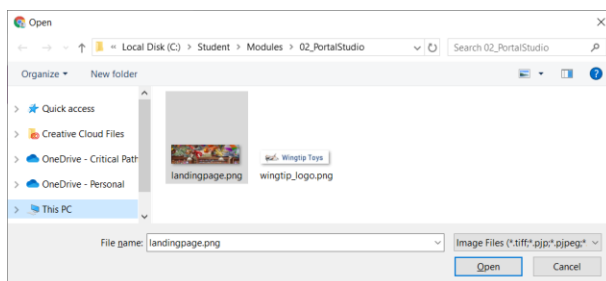 Open
« Local Disk (C:) > Student > Modules > 02_PortalStudio
Search 02_PortalStudio
Organize
New folder
Quick access
Creative Cloud Files
OneDrive - Critical Path
OneDrive - Personal
This PC
Wingtip Toys
landingpage.png
wingtip_logo.png
File name:
landingpage.png
Image Files (*.tiff;*.pjp;*.pjpeg;*
Open
Cancel